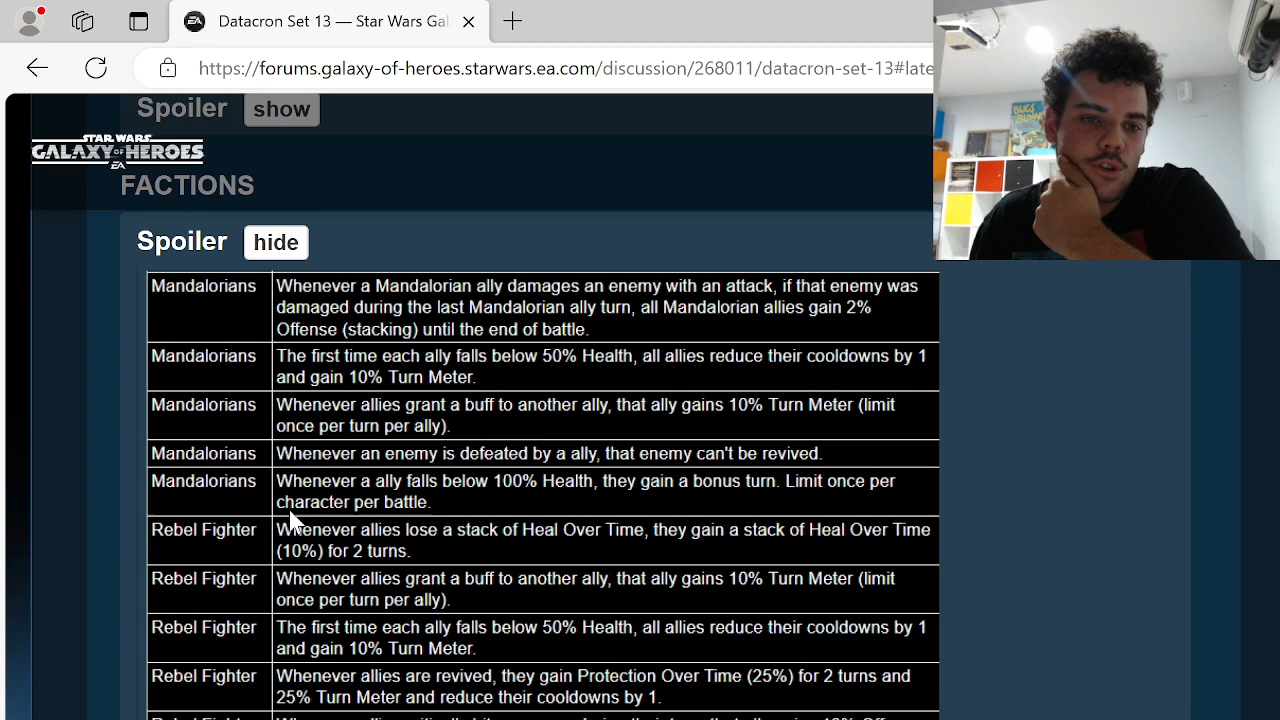 Datacron Set 13 — Star Wars Gal
https://forums.galaxy-of-heroes.starwars.ea.com/discussion/268011/datacron-set-13#late
Spoiler show
STAR WARS
GALAXY OF HEROES
EA
FACTIONS
Spoiler hide
Mandalorians Whenever a Mandalorian ally damages an enemy with an attack, if that enemy was
damaged during the last Mandalorian ally turn, all Mandalorian allies gain 2%
Offense (stacking) until the end of battle.
Mandalorians The first time each ally falls below 50% Health, all allies reduce their cooldowns by 1
and gain 10% Turn Meter.
Mandalorians Whenever allies grant a buff to another ally, that ally gains 10% Turn Meter (limit
once per turn per ally).
Mandalorians Whenever an enemy is defeated by a ally, that enemy can't be revived.
Mandalorians Whenever a ally falls below 100% Health, they gain a bonus turn. Limit once per
character per battle.
Rebel Fighter Whenever allies lose a stack of Heal Over Time, they gain a stack of Heal Over Time
(10%) for 2 turns.
Rebel Fighter Whenever allies grant a buff to another ally, that ally gains 10% Turn Meter (limit
once per turn per ally).
Rebel Fighter The first time each ally falls below 50% Health, all allies reduce their cooldowns by 1
and gain 10% Turn Meter.
Rebel Fighter Whenever allies are revived, they gain Protection Over Time (25%) for 2 turns and
25% Turn Meter and reduce their cooldowns by 1.